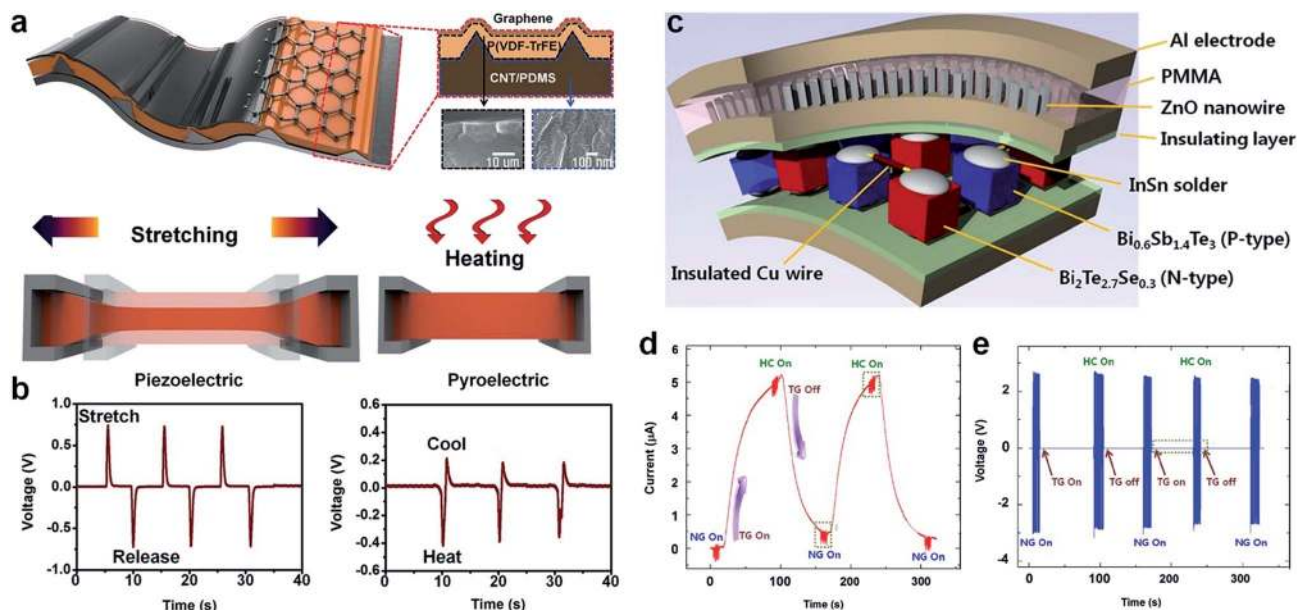 a
Graphene
P(VDF-TrFE)
CNT/PDMS
10 um
100 nm
Stretching
Heating
Piezoelectric
Pyroelectric
b
Voltage (V)
1.0
0.5
0.0
-0.5
-1.0
Stretch
Release
0 10 20 30 40
Time (s)
Voltage (V)
0.6
0.4
0.2
0.0
-0.2
-0.4
-0.6
Cool
Heat
0 10 20 30 40
Time (s)
c
Al electrode
PMMA
ZnO nanowire
Insulating layer
InSn solder
Bi0.6Sb1.4Te3 (P-type)
Bi2Te2.7Se0.3 (N-type)
Insulated Cu wire
d
Current (μA)
6
5
4
3
2
1
0
HC On
HC On
TG Off
NG On
TG On
NG On
NG On
0 100 200 300
Time (s)
e
Voltage (V)
4
2
0
-2
-4
HC On
HC On
TG On
TG off
TG on
TG off
NG On
NG On
NG On
0 100 200 300
Time (s)